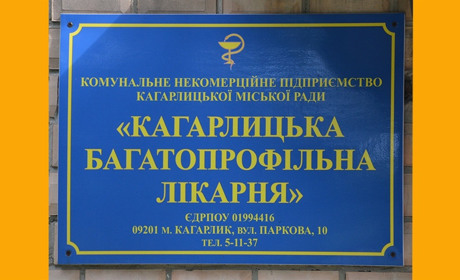 КОМУНАЛЬНЕ НЕКОМЕРЦІЙНЕ ПІДПРИЄМСТВО
КАГАРЛИЦЬКОЇ МІСЬКОЇ РАДИ
«КАГАРЛИЦЬКА
БАГАТОПРОФІЛЬНА
ЛІКАРНЯ»
ЄДРПОУ 01994416
09201 М. КАГАРЛИК, ВУЛ. ПАРКОВА, 10
ТЕЛ. 5-11-37